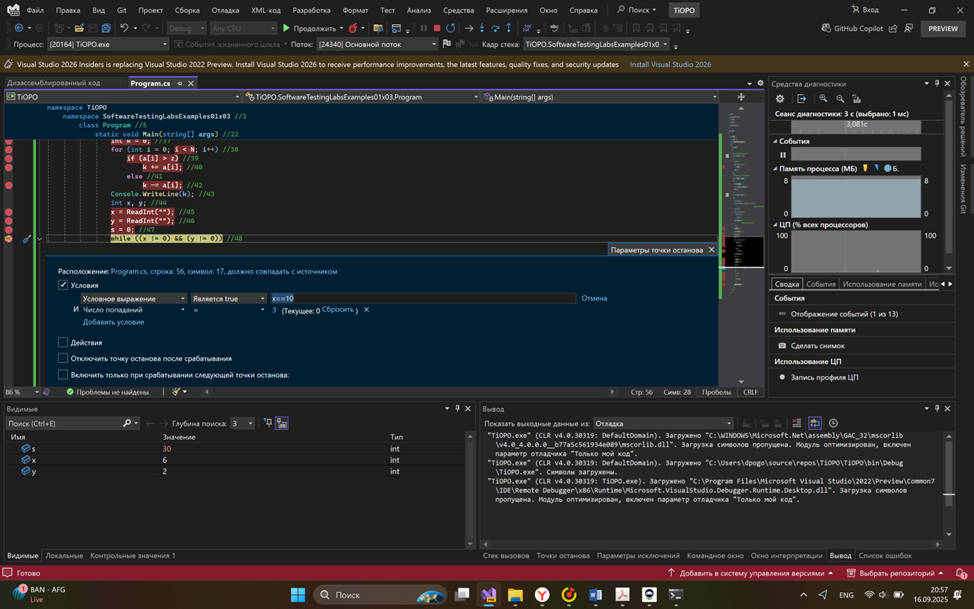 Файл Правка Вид Git Проект Сборка Отладка XML-код Разработка Формат Тест Анализ Средства Расширения Окно Справка Поиск TiOPO Вход
Debug Any CPU Продолжить GitHub Copilot PREVIEW
Процесс: [20164] TiOPO.exe События жизненного цикла Поток: [24340] Основной поток Кадр стека: TiOPO.SoftwareTestingLabsExamples01x0
Visual Studio 2026 Insiders is replacing Visual Studio 2022 Preview. Install Visual Studio 2026 to receive performance improvements, the latest features, quality fixes, and security updates Install Visual Studio 2026
Дизассемблированный код Program.cs
TiOPO TiOPO.SoftwareTestingLabsExamples01x03.Program Main(string[] args)
namespace TiOPO
namespace SoftwareTestingLabsExamples01x03 //3
class Program //5
static void Main(string[] args) //22
int k = 0; //37
for (int i = 0; i < N; i++) //38
if (a[i] > z) //39
k += a[i]; //40
else //41
k -= a[i]; //42
Console.WriteLine(k); //43
int x, y; //44
x = ReadInt(""); //45
y = ReadInt(""); //46
s = 0; //47
while ((x != 0) && (y != 0)) //48
Параметры точки останова
Расположение: Program.cs, строка: 56, символ: 17, должно совпадать с источником
Условия
Условное выражение Является true x==10 Отмена
И Число попаданий = 3 (Текущее: 0 Сбросить )
Добавить условие
Действия
Отключить точку останова после срабатывания
Включить только при срабатывании следующей точки останова:
86 % Проблемы не найдены. Стр: 56 Симв: 28 Пробелы CRLF
Средства диагностики
Сеанс диагностики: 3 с (выбрано: 1 мс)
3,081с
События
Память процесса (МБ) Б.
8 8
0 0
ЦП (% всех процессоров)
100 100
0 0
Сводка События Использование памяти Ис
События
Отображение событий (1 из 13)
Использование памяти
Сделать снимок
Использование ЦП
Запись профиля ЦП
Обозреватель решений
Изменения Git
Видимые
Поиск (Ctrl+E) Глубина поиска: 3
Имя Значение Тип
s 30 int
x 6 int
y 2 int
Видимые Локальные Контрольные значения 1
Вывод
Показать выходные данные из: Отладка
"TiOPO.exe" (CLR v4.0.30319: DefaultDomain). Загружено "C:\WINDOWS\Microsoft.Net\assembly\GAC_32\mscorlib
\v4.0_4.0.0.0__b77a5c561934e089\mscorlib.dll". Загрузка символов пропущена. Модуль оптимизирован, включен
параметр отладчика "Только мой код".
"TiOPO.exe" (CLR v4.0.30319: DefaultDomain). Загружено "C:\Users\dpogo\source\repos\TiOPO\TiOPO\bin\Debug
\TiOPO.exe". Символы загружены.
"TiOPO.exe" (CLR v4.0.30319: TiOPO.exe). Загружено "C:\Program Files\Microsoft Visual Studio\2022\Preview\Common7
\IDE\Remote Debugger\x86\Runtime\Microsoft.VisualStudio.Debugger.Runtime.Desktop.dll". Загрузка символов
пропущена. Модуль оптимизирован, включен параметр отладчика "Только мой код".
Стек вызовов Точки останова Параметры исключений Командное окно Окно интерпретации Вывод Список ошибок
Готово Добавить в систему управления версиями Выбрать репозиторий
BAN - AFG
Live
Поиск
ENG
20:57
16.09.2025